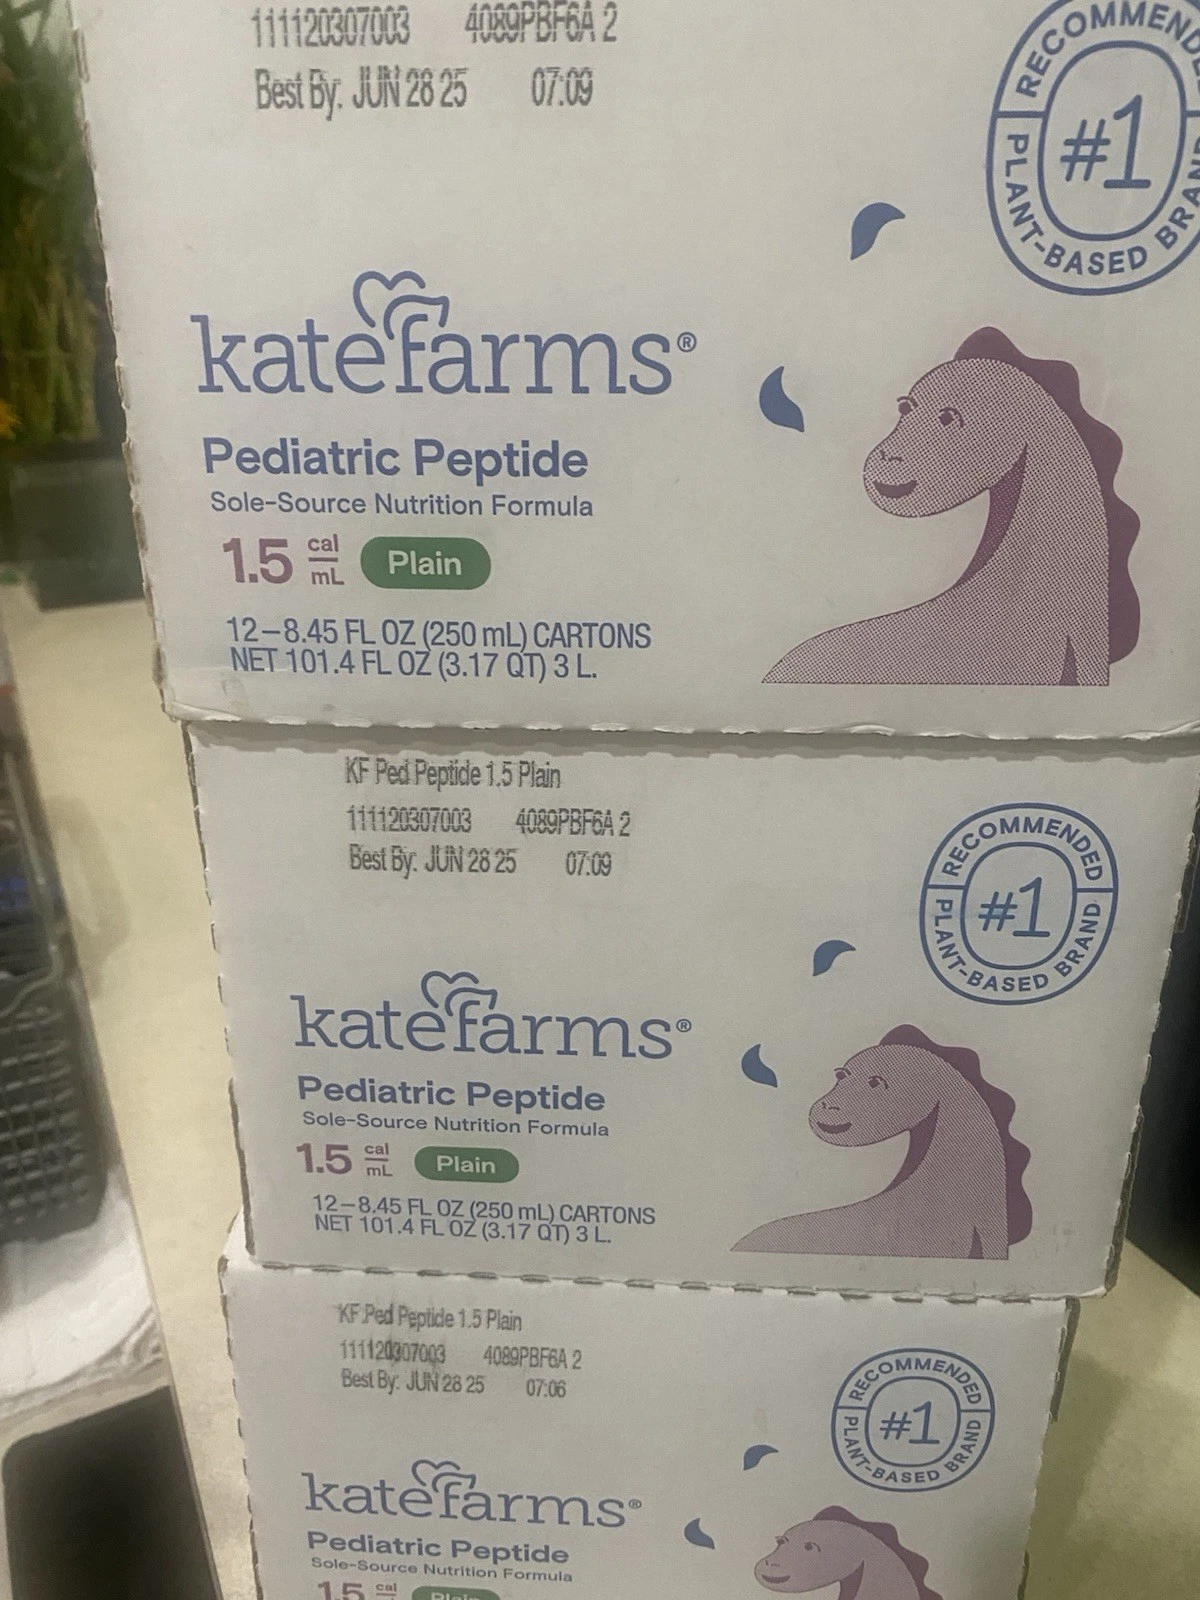 111120307003 4089PBF6A 2
Best By: JUN 28 25 07:09
RECOMMENDED
#1
PLANT-BASED BRAND
katefarms®
Pediatric Peptide
Sole-Source Nutrition Formula
1.5 cal/mL Plain
12-8.45 FL OZ (250 mL) CARTONS
NET 101.4 FL OZ (3.17 QT) 3 L.
KF Ped Peptide 1.5 Plain
111120307003 4089PBF6A 2
Best By: JUN 28 25 07:09
RECOMMENDED
#1
PLANT-BASED BRAND
katefarms®
Pediatric Peptide
Sole-Source Nutrition Formula
1.5 cal/mL Plain
12-8.45 FL OZ (250 mL) CARTONS
NET 101.4 FL OZ (3.17 QT) 3 L.
KF Ped Peptide 1.5 Plain
111120307003 4089PBF6A 2
Best By: JUN 28 25 07:06
RECOMMENDED
#1
PLANT-BASED BRAND
katefarms®
Pediatric Peptide
Sole-Source Nutrition Formula
1.5 cal Plain